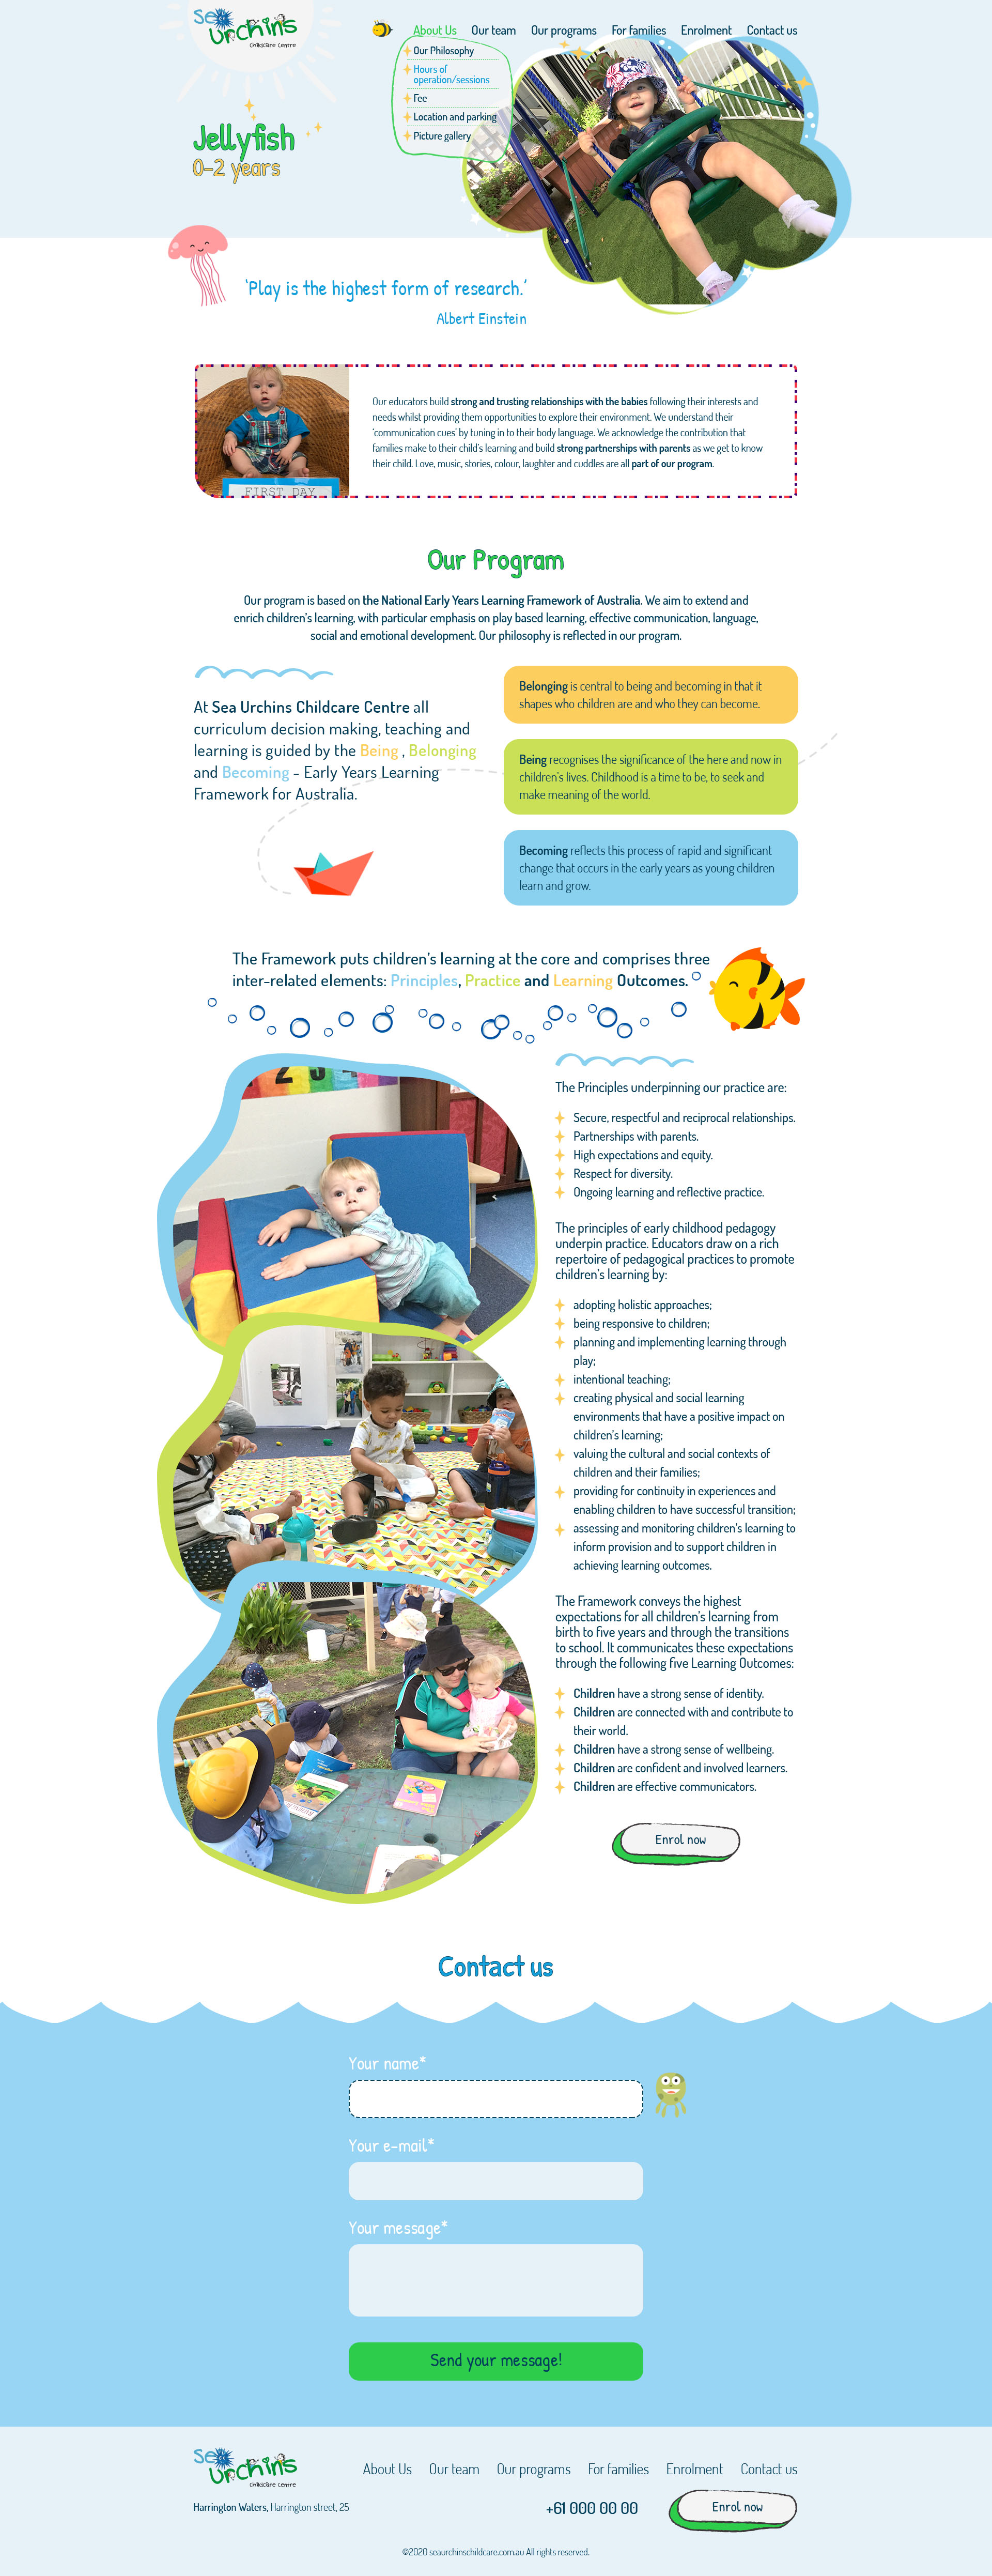 Sea
Urchins
Childcare Centre
About Us
Our team
Our programs
For families
Enrolment
Contact us
Our Philosophy
Hours of
operation/sessions
Fee
Location and parking
Picture gallery
Jellyfish
0-2 years
‘Play is the highest form of research.’
Albert Einstein
FIRST DAY
Our educators build strong and trusting relationships with the babies following their interests and
needs whilst providing them opportunities to explore their environment. We understand their
‘communication cues’ by tuning in to their body language. We acknowledge the contribution that
families make to their child’s learning and build strong partnerships with parents as we get to know
their child. Love, music, stories, colour, laughter and cuddles are all part of our program.
Our Program
Our program is based on the National Early Years Learning Framework of Australia. We aim to extend and
enrich children’s learning, with particular emphasis on play based learning, effective communication, language,
social and emotional development. Our philosophy is reflected in our program.
At Sea Urchins Childcare Centre all
curriculum decision making, teaching and
learning is guided by the Being , Belonging
and Becoming - Early Years Learning
Framework for Australia.
Belonging is central to being and becoming in that it
shapes who children are and who they can become.
Being recognises the significance of the here and now in
children’s lives. Childhood is a time to be, to seek and
make meaning of the world.
Becoming reflects this process of rapid and significant
change that occurs in the early years as young children
learn and grow.
The Framework puts children’s learning at the core and comprises three
inter-related elements: Principles, Practice and Learning Outcomes.
The Principles underpinning our practice are:
Secure, respectful and reciprocal relationships.
Partnerships with parents.
High expectations and equity.
Respect for diversity.
Ongoing learning and reflective practice.
The principles of early childhood pedagogy
underpin practice. Educators draw on a rich
repertoire of pedagogical practices to promote
children’s learning by:
adopting holistic approaches;
being responsive to children;
planning and implementing learning through
play;
intentional teaching;
creating physical and social learning
environments that have a positive impact on
children’s learning;
valuing the cultural and social contexts of
children and their families;
providing for continuity in experiences and
enabling children to have successful transition;
assessing and monitoring children’s learning to
inform provision and to support children in
achieving learning outcomes.
The Framework conveys the highest
expectations for all children’s learning from
birth to five years and through the transitions
to school. It communicates these expectations
through the following five Learning Outcomes:
Children have a strong sense of identity.
Children are connected with and contribute to
their world.
Children have a strong sense of wellbeing.
Children are confident and involved learners.
Children are effective communicators.
Enrol now
Contact us
Your name*
Your e-mail*
Your message*
Send your message!
Sea
Urchins
Childcare Centre
About Us
Our team
Our programs
For families
Enrolment
Contact us
Harrington Waters, Harrington street, 25
+61 000 00 00
Enrol now
©2020 seaurchinschildcare.com.au All rights reserved.